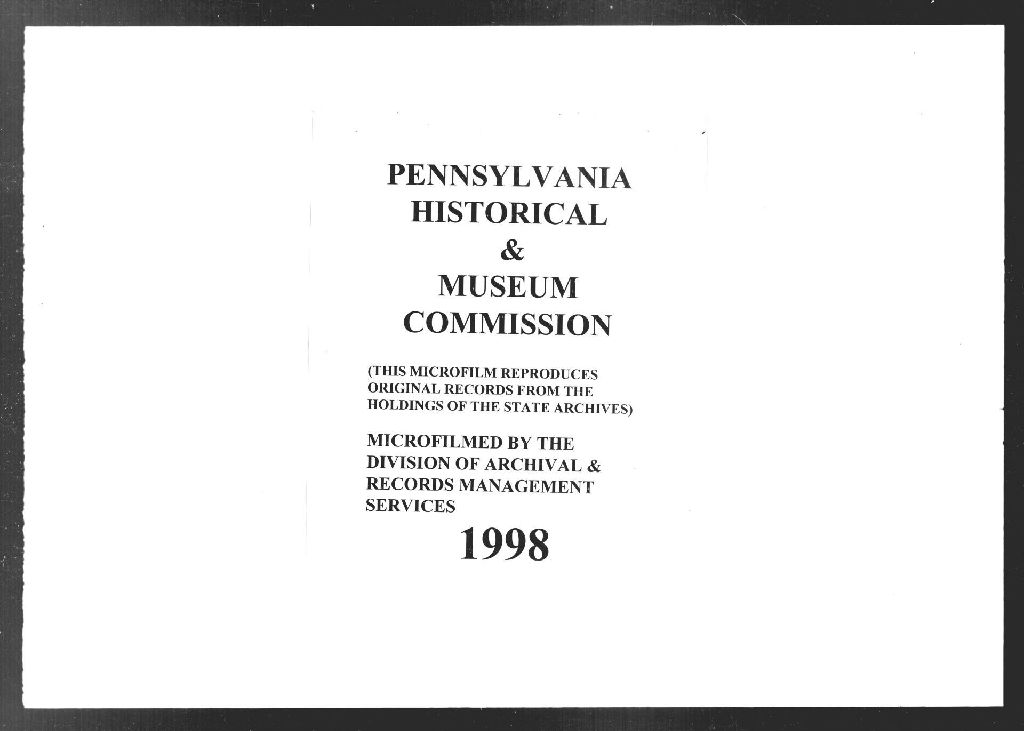 PENNSYLVANIA
HISTORICAL
&
MUSEUM
COMMISSION
(THIS MICROFILM REPRODUCES
ORIGINAL RECORDS FROM THE
HOLDINGS OF THE STATE ARCHIVES)
MICROFILMED BY THE
DIVISION OF ARCHIVAL &
RECORDS MANAGEMENT
SERVICES
1998